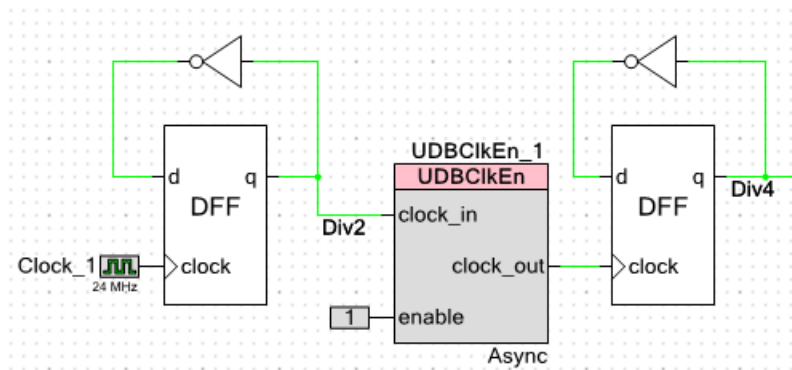 UDBClkEn_1
UDBClkEn
d q
DFF
clock
Clock_1
24 MHz
Div2
clock_in
clock_out
1
enable
Async
d q
DFF
clock
Div4